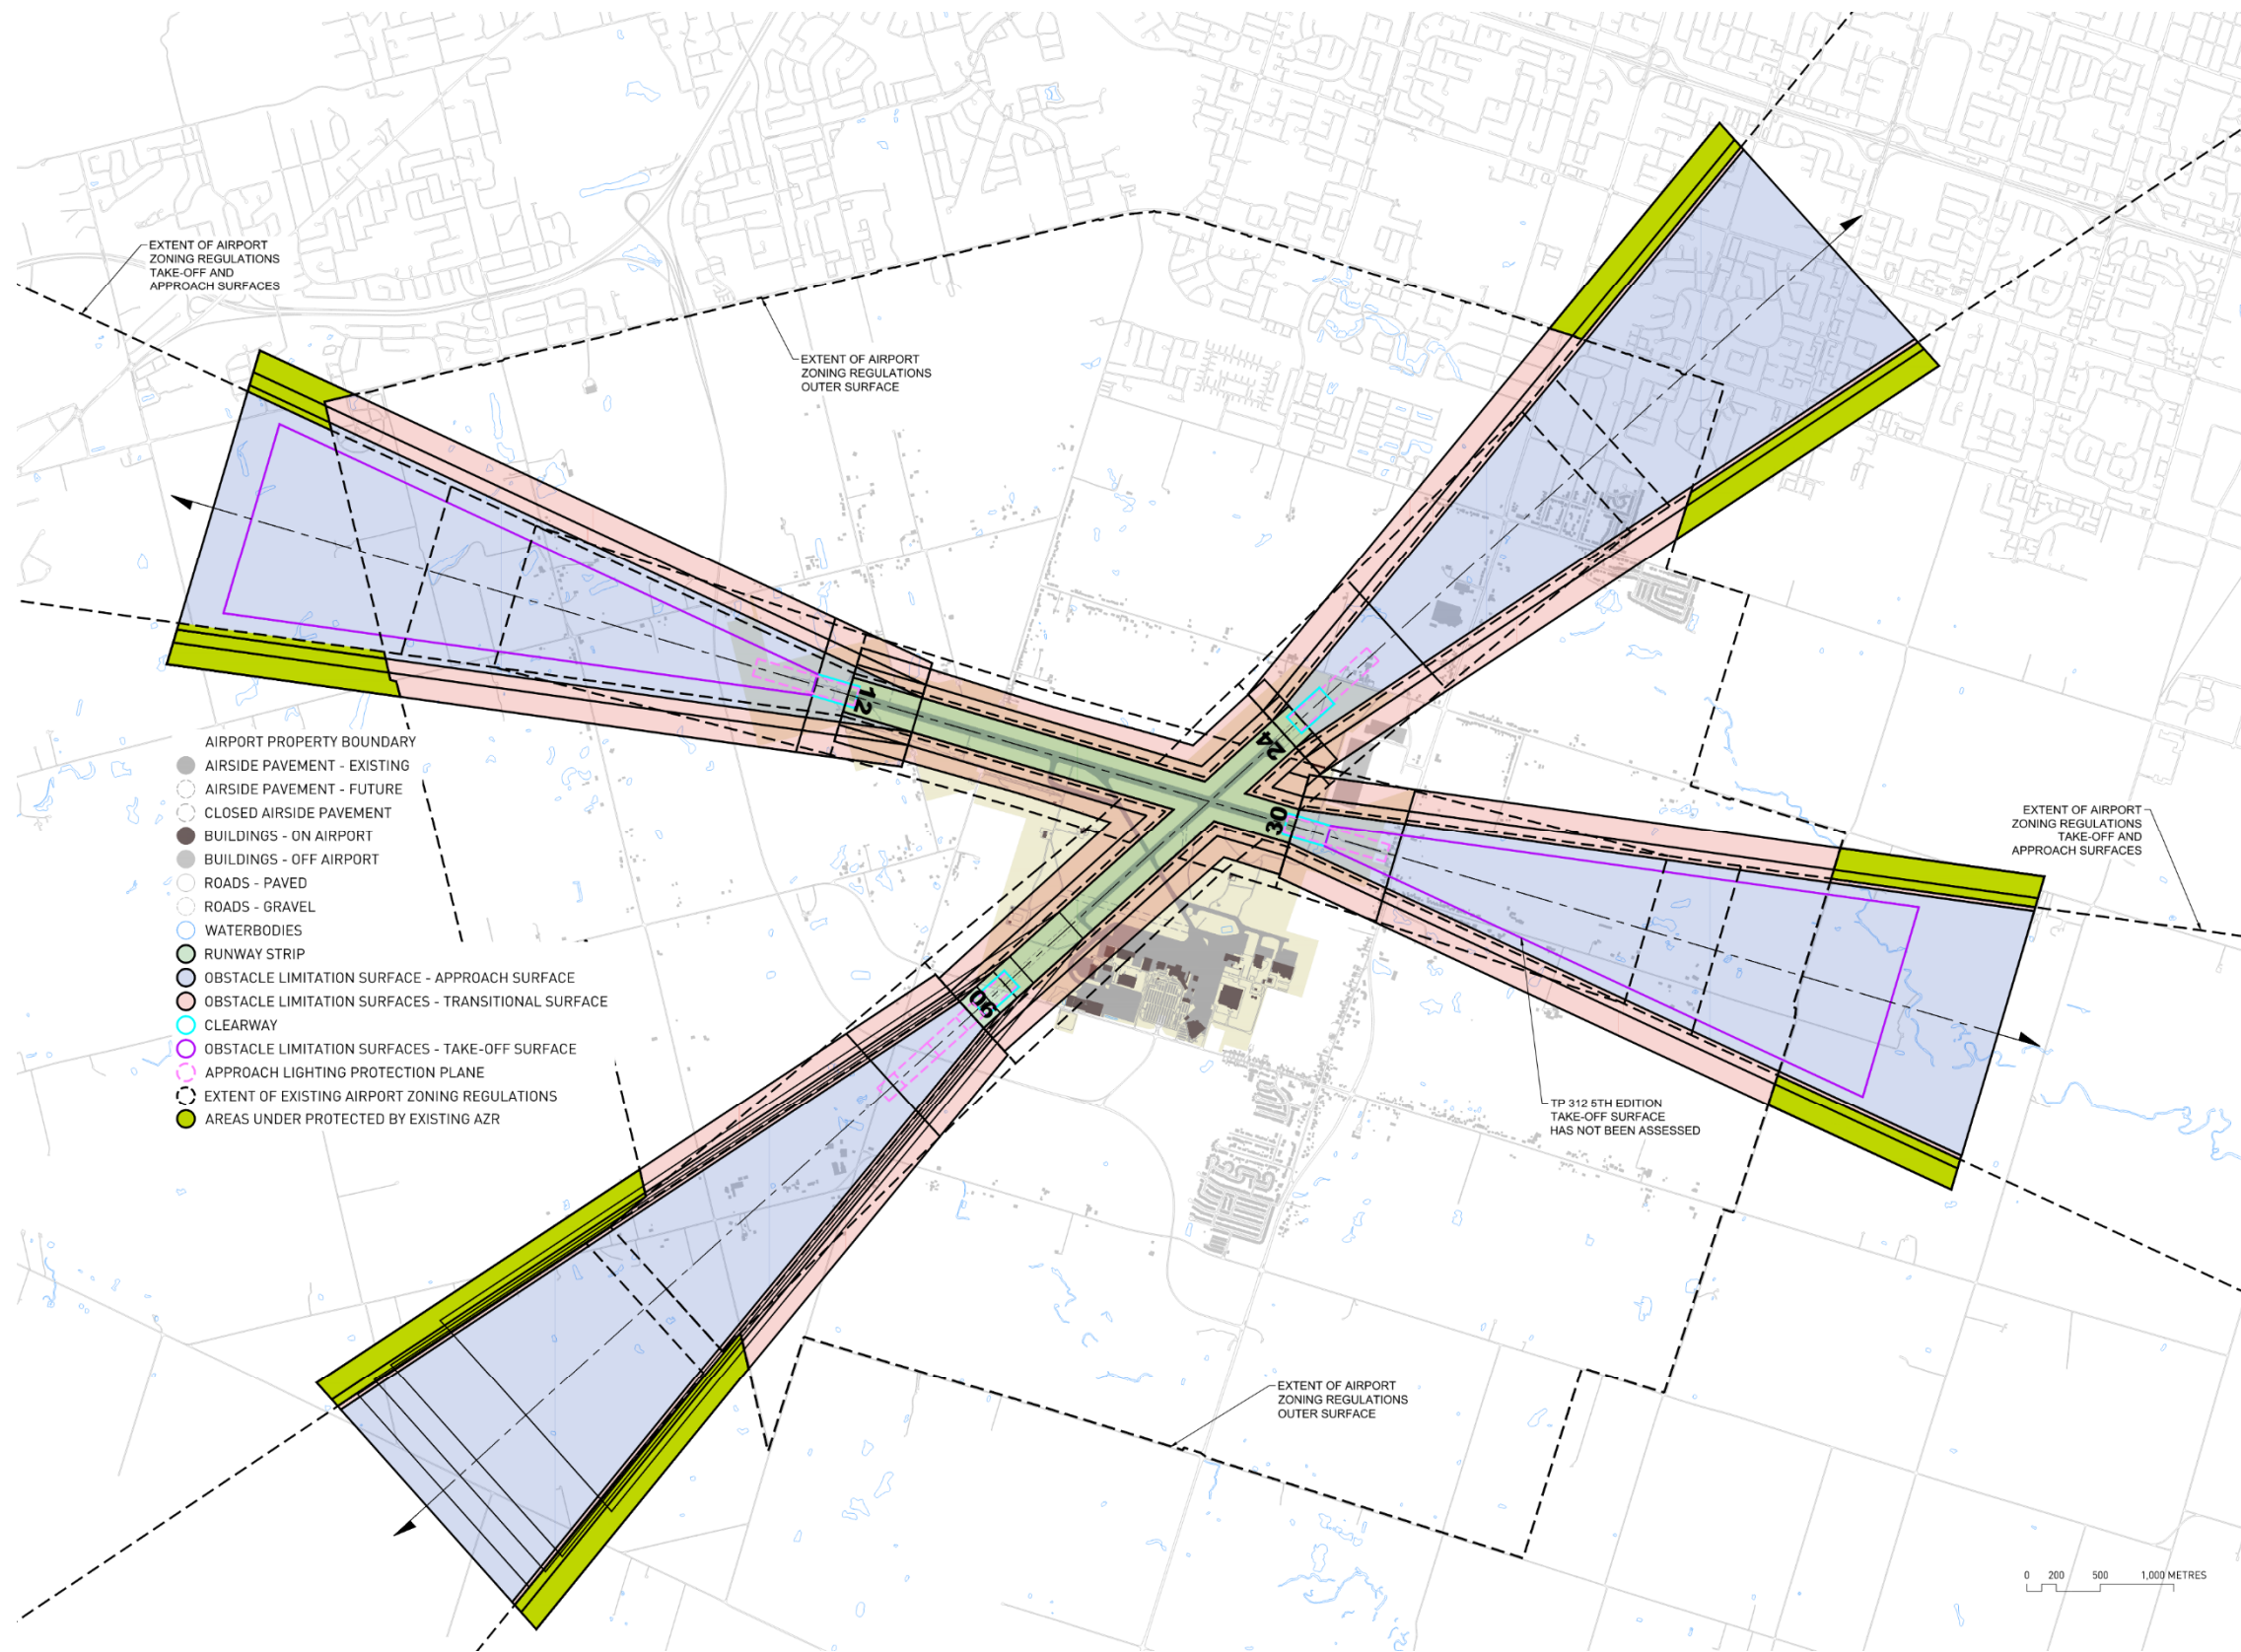 EXTENT OF AIRPORT
ZONING REGULATIONS
TAKE-OFF AND
APPROACH SURFACES
EXTENT OF AIRPORT
ZONING REGULATIONS
OUTER SURFACE
12
24
30
06
EXTENT OF AIRPORT
ZONING REGULATIONS
TAKE-OFF AND
APPROACH SURFACES
AIRPORT PROPERTY BOUNDARY
AIRSIDE PAVEMENT - EXISTING
AIRSIDE PAVEMENT - FUTURE
CLOSED AIRSIDE PAVEMENT
BUILDINGS - ON AIRPORT
BUILDINGS - OFF AIRPORT
ROADS - PAVED
ROADS - GRAVEL
WATERBODIES
RUNWAY STRIP
OBSTACLE LIMITATION SURFACE - APPROACH SURFACE
OBSTACLE LIMITATION SURFACES - TRANSITIONAL SURFACE
CLEARWAY
OBSTACLE LIMITATION SURFACES - TAKE-OFF SURFACE
APPROACH LIGHTING PROTECTION PLANE
EXTENT OF EXISTING AIRPORT ZONING REGULATIONS
AREAS UNDER PROTECTED BY EXISTING AZR
TP 312 5TH EDITION
TAKE-OFF SURFACE
HAS NOT BEEN ASSESSED
EXTENT OF AIRPORT
ZONING REGULATIONS
OUTER SURFACE
0 200 500 1,000 METRES